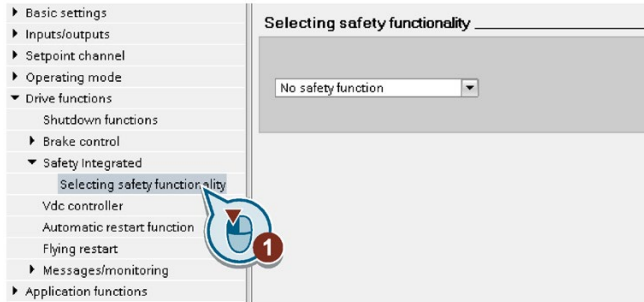 Basic settings
Inputs/outputs
Setpoint channel
Operating mode
Drive functions
Shutdown functions
Brake control
Safety Integrated
Selecting safety functionality
Vdc controller
Automatic restart function
Flying restart
Messages/monitoring
Application functions
Selecting safety functionality
No safety function
1